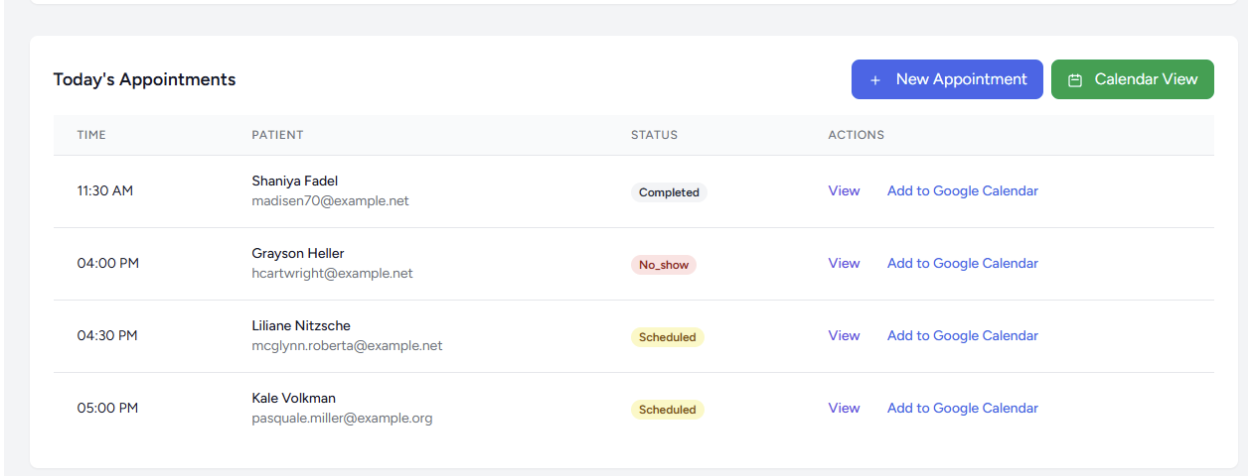 Today's Appointments
+ New Appointment
Calendar View
TIME PATIENT STATUS ACTIONS
11:30 AM
Shaniya Fadel
madisen70@example.net
Completed
View
Add to Google Calendar
04:00 PM
Grayson Heller
hcartwright@example.net
No_show
View
Add to Google Calendar
04:30 PM
Liliane Nitzsche
mcglynn.roberta@example.net
Scheduled
View
Add to Google Calendar
05:00 PM
Kale Volkman
pasquale.miller@example.org
Scheduled
View
Add to Google Calendar